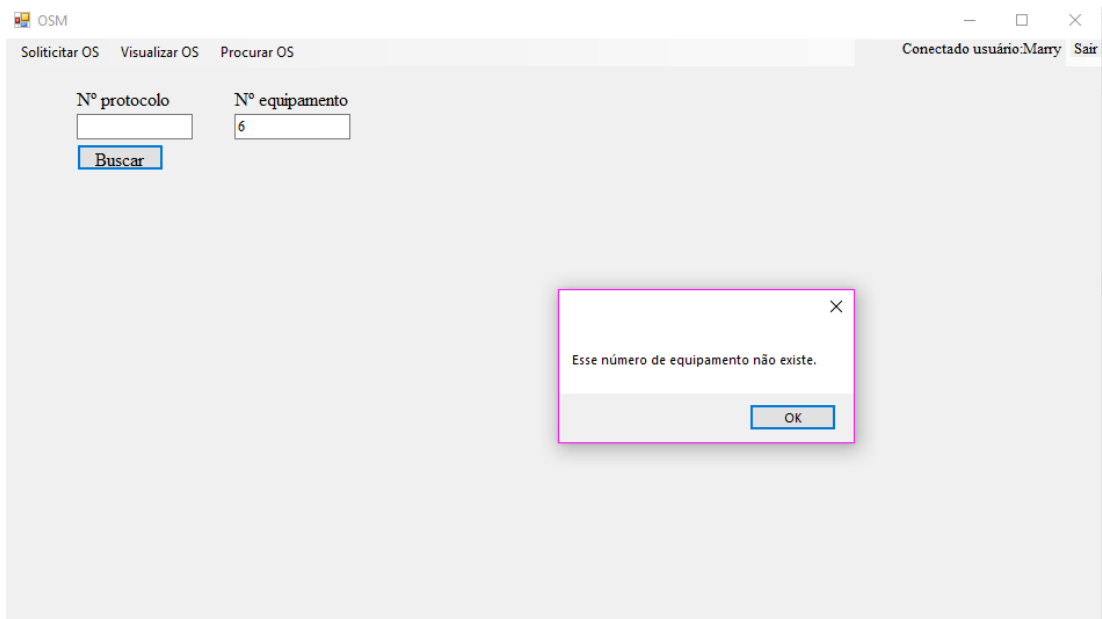 OSM
Soliticitar OS Visualizar OS Procurar OS Conectado usuário:Marry Sair
Nº protocolo Nº equipamento
6
Buscar
Esse número de equipamento não existe.
OK